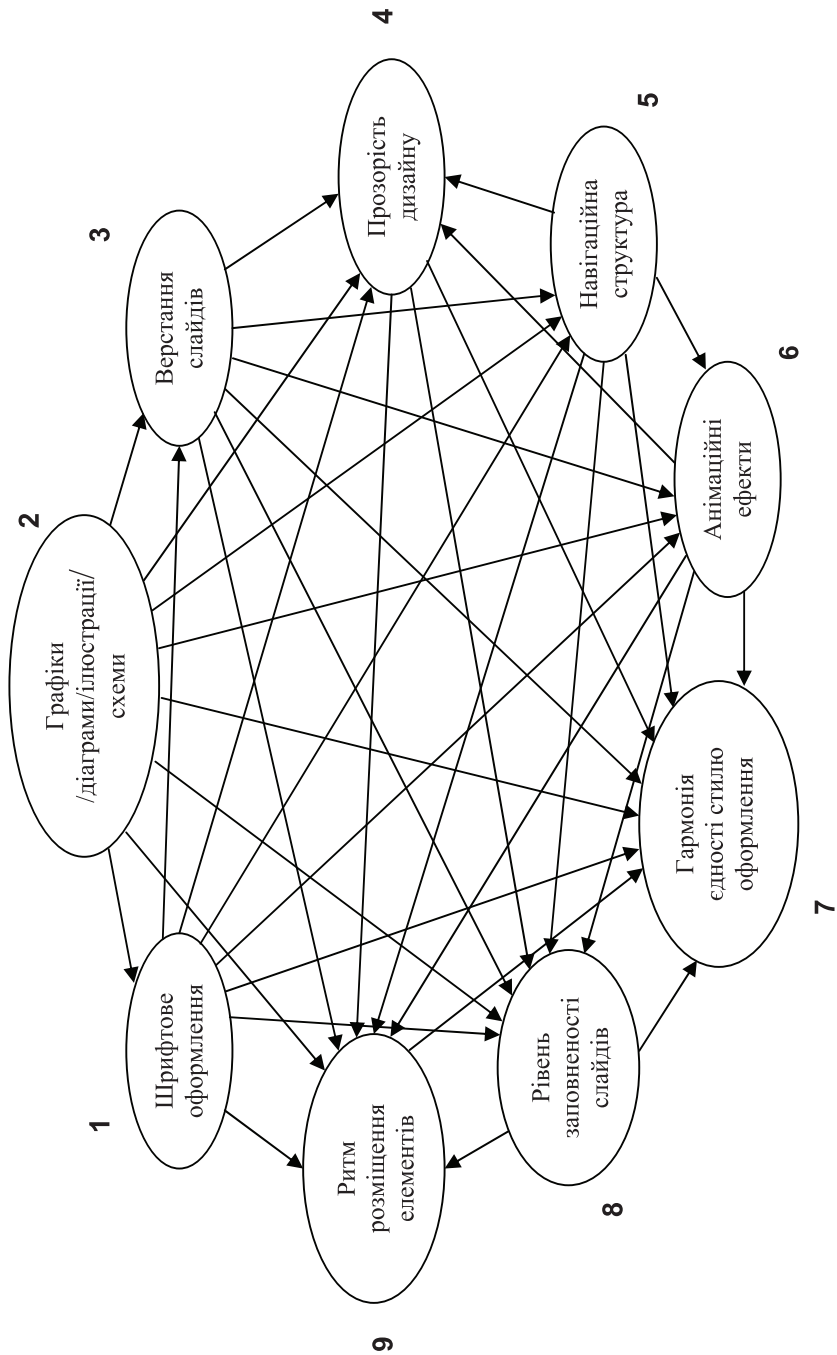 1
Шрифтове
оформлення
2
Графіки
/діаграми/ілюстрації/
схеми
3
Верстання
слайдів
4
Прозорість
дизайну
5
Навігаційна
структура
6
Анімаційні
ефекти
7
Гармонія
єдності стилю
оформлення
8
Рівень
заповненості
слайдів
9
Ритм
розміщення
елементів